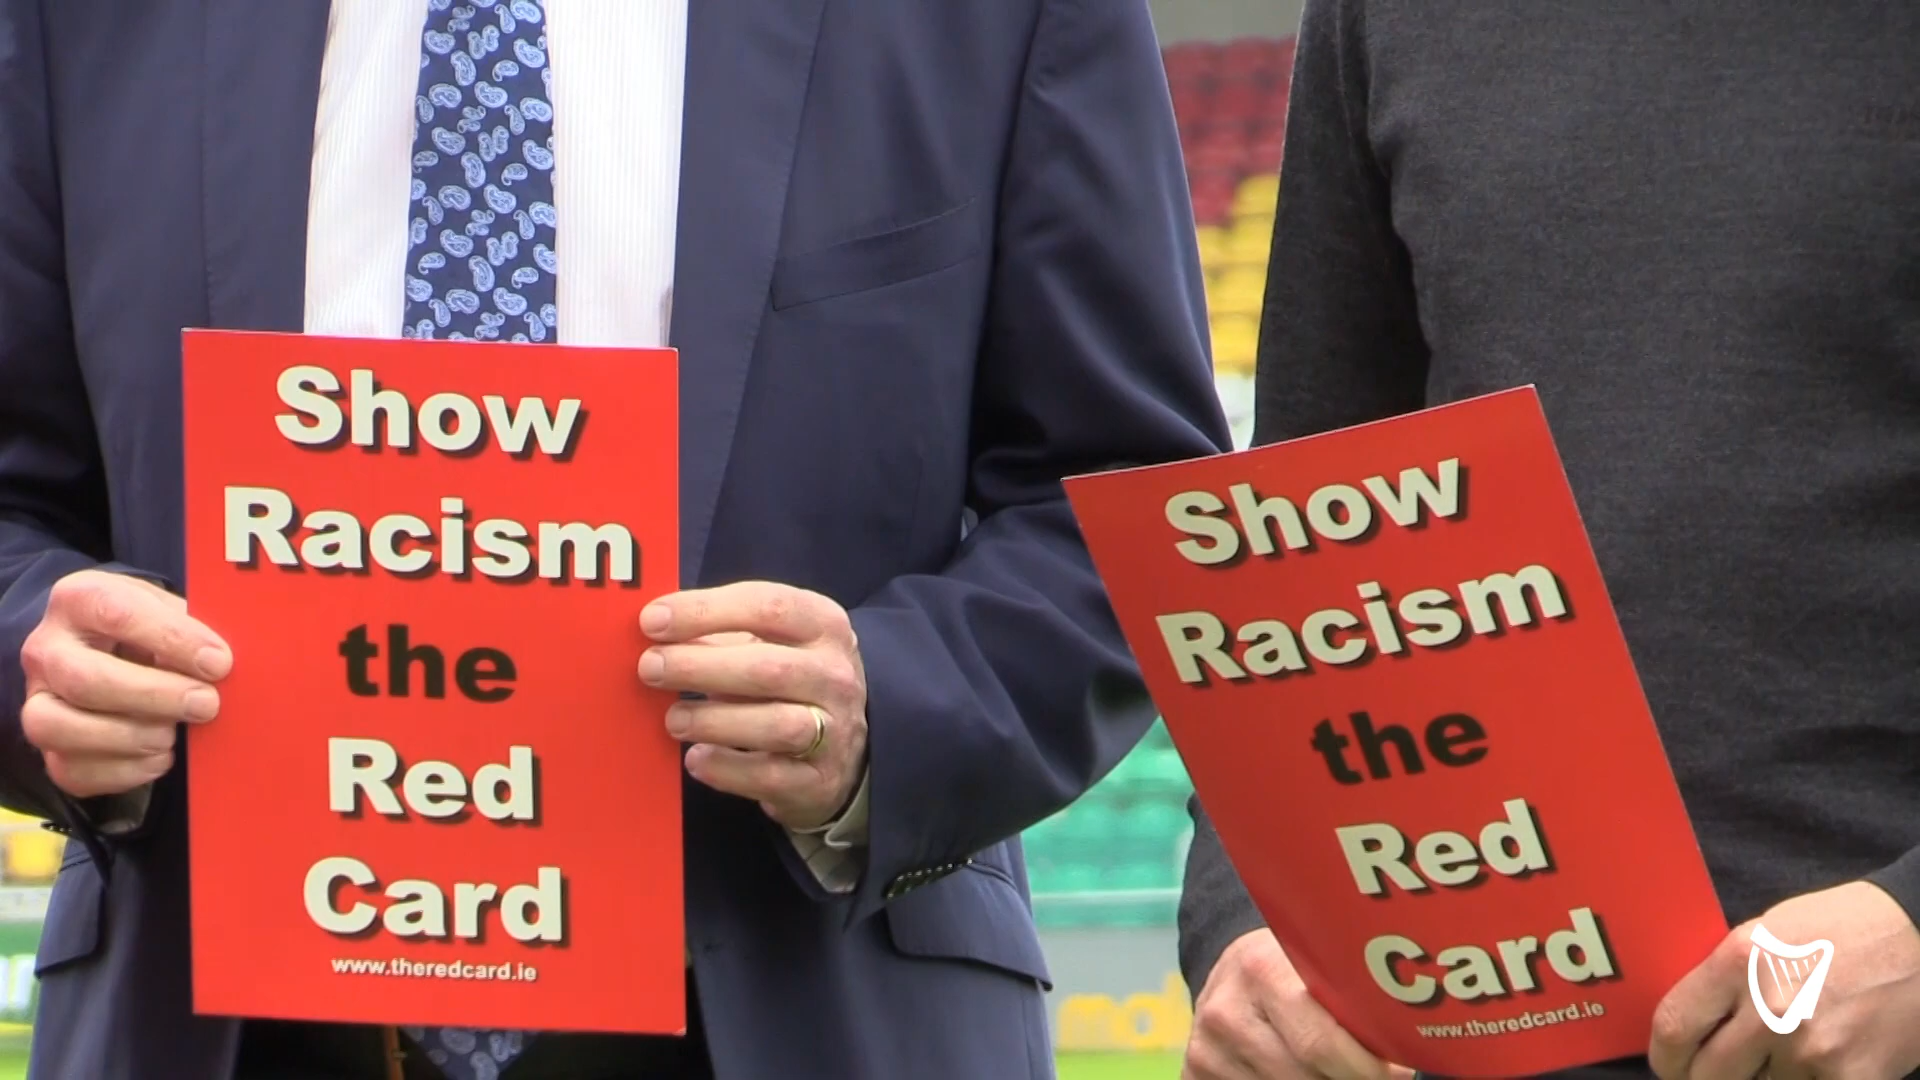 Show
Racism
the
Red
Card
www.theredcard.ie
Show
Racism
the
Red
Card
www.theredcard.ie